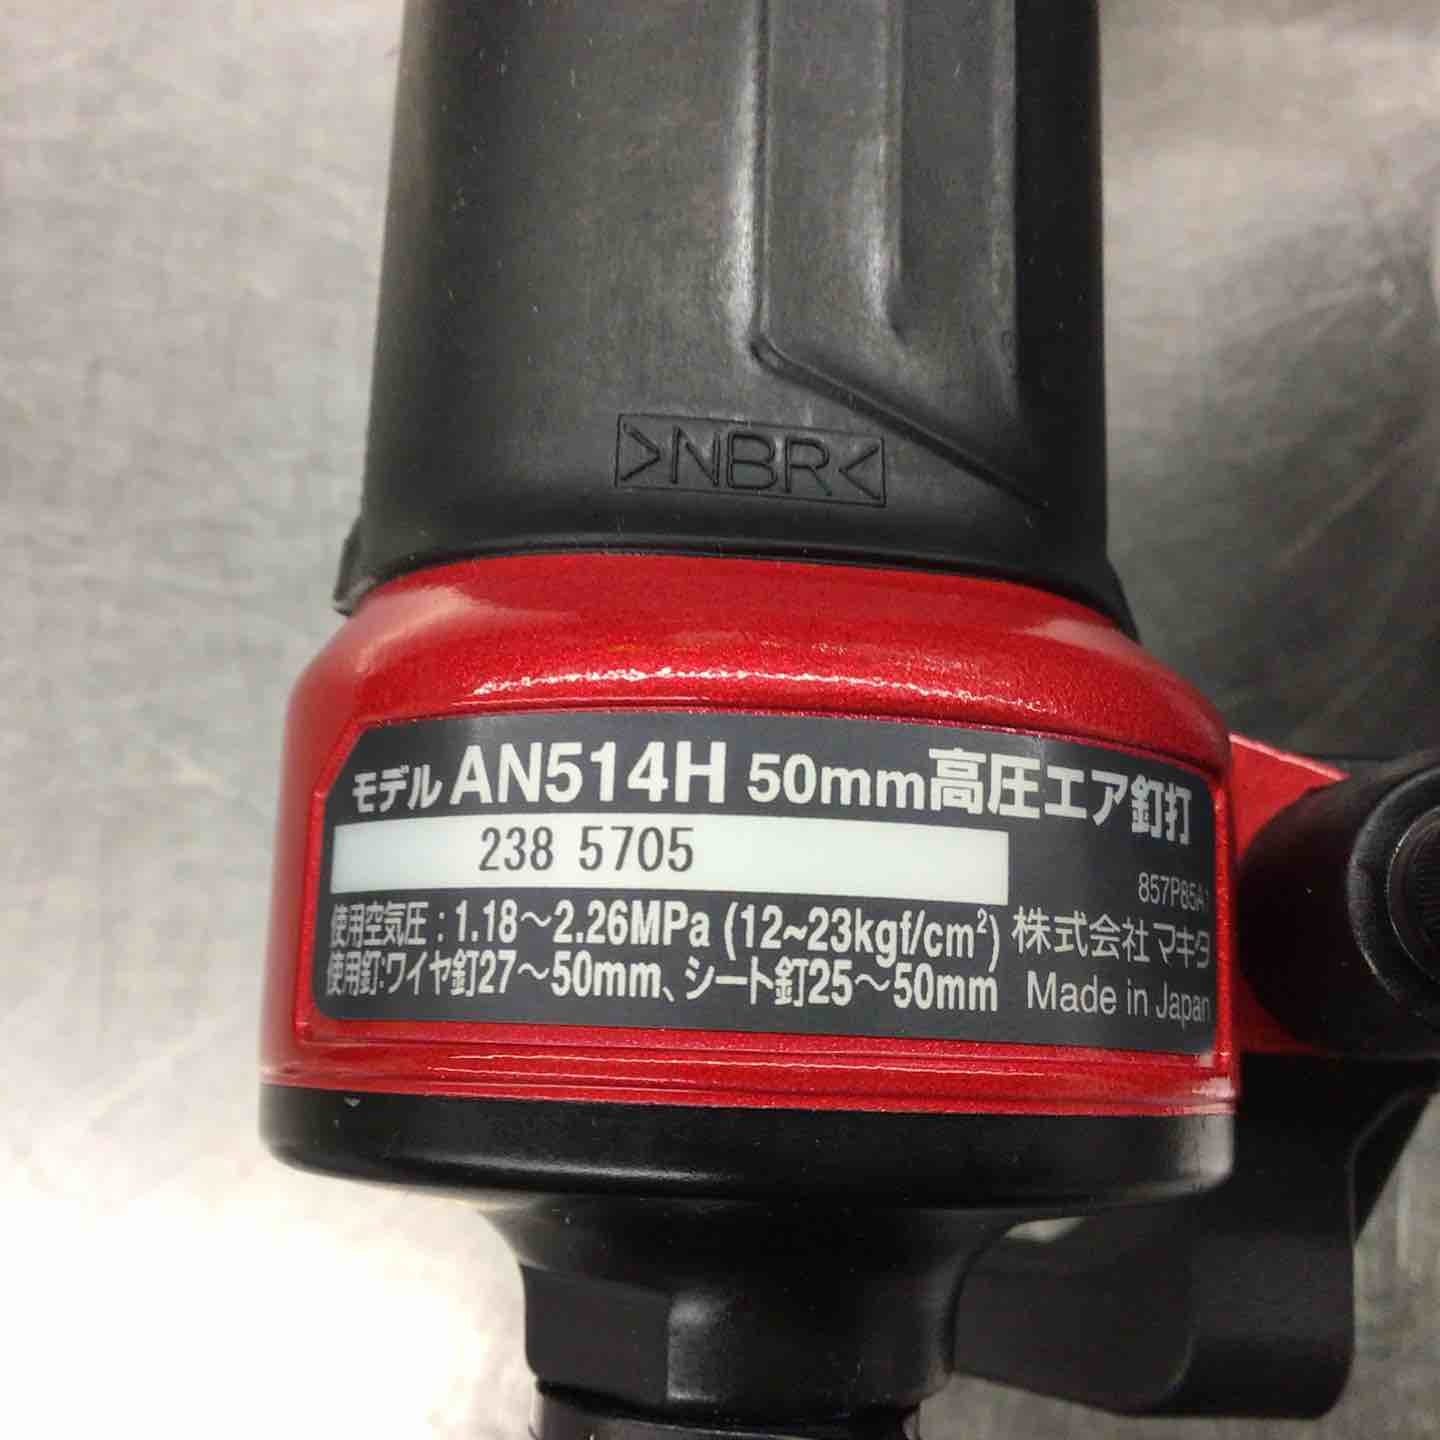 >NBR<
モデル AN514H 50mm高圧エア釘打
238 5705
857P85A1
使用空気圧：1.18〜2.26MPa (12~23kgf/cm²) 株式会社マキタ
使用釘：ワイヤ釘27〜50mm、シート釘25〜50mm Made in Japan